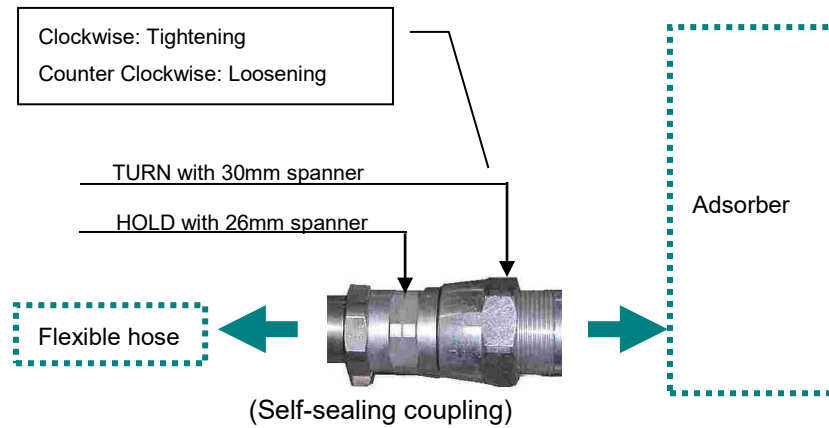 Clockwise: Tightening
Counter Clockwise: Loosening
TURN with 30mm spanner
HOLD with 26mm spanner
Adsorber
Flexible hose
(Self-sealing coupling)